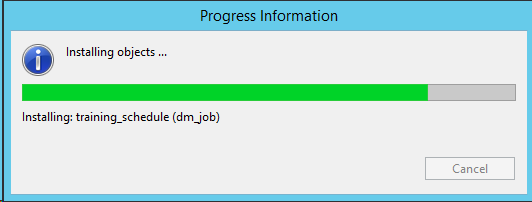 Progress Information
Installing objects ...
Installing: training_schedule (dm_job)
Cancel